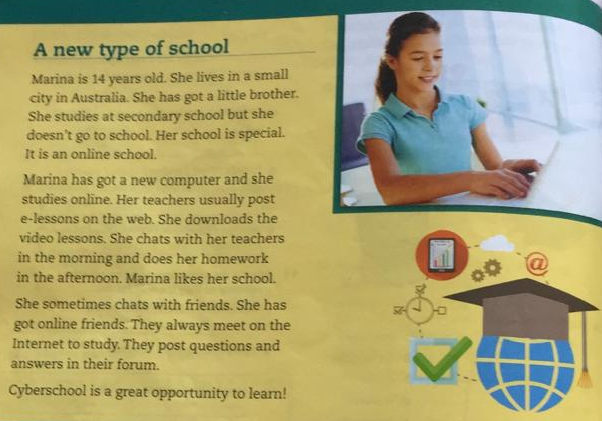 A new type of school
Marina is 14 years old. She lives in a small
city in Australia. She has got a little brother.
She studies at secondary school but she
doesn't go to school. Her school is special.
It is an online school.
Marina has got a new computer and she
studies online. Her teachers usually post
e-lessons on the web. She downloads the
video lessons. She chats with her teachers
in the morning and does her homework
in the afternoon. Marina likes her school.
She sometimes chats with friends. She has
got online friends. They always meet on the
Internet to study. They post questions and
answers in their forum.
Cyberschool is a great opportunity to learn!
@